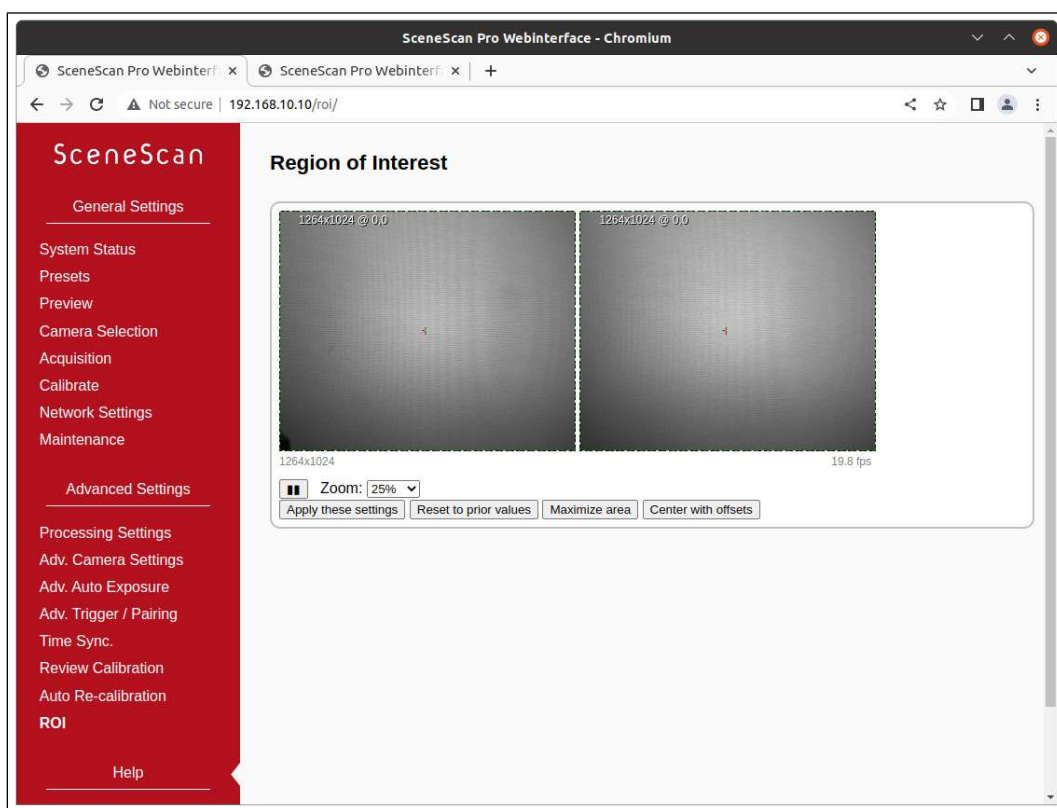 SceneScan Pro Webinterface - Chromium
SceneScan Pro Webinterf
SceneScan Pro Webinterf
Not secure
192.168.10.10/roi/
SceneScan
General Settings
System Status
Presets
Preview
Camera Selection
Acquisition
Calibrate
Network Settings
Maintenance
Advanced Settings
Processing Settings
Adv. Camera Settings
Adv. Auto Exposure
Adv. Trigger / Pairing
Time Sync.
Review Calibration
Auto Re-calibration
ROI
Help
Region of Interest
1264x1024 @ 0,0
1264x1024 @ 0,0
1264x1024
19.8 fps
Zoom: 25%
Apply these settings
Reset to prior values
Maximize area
Center with offsets